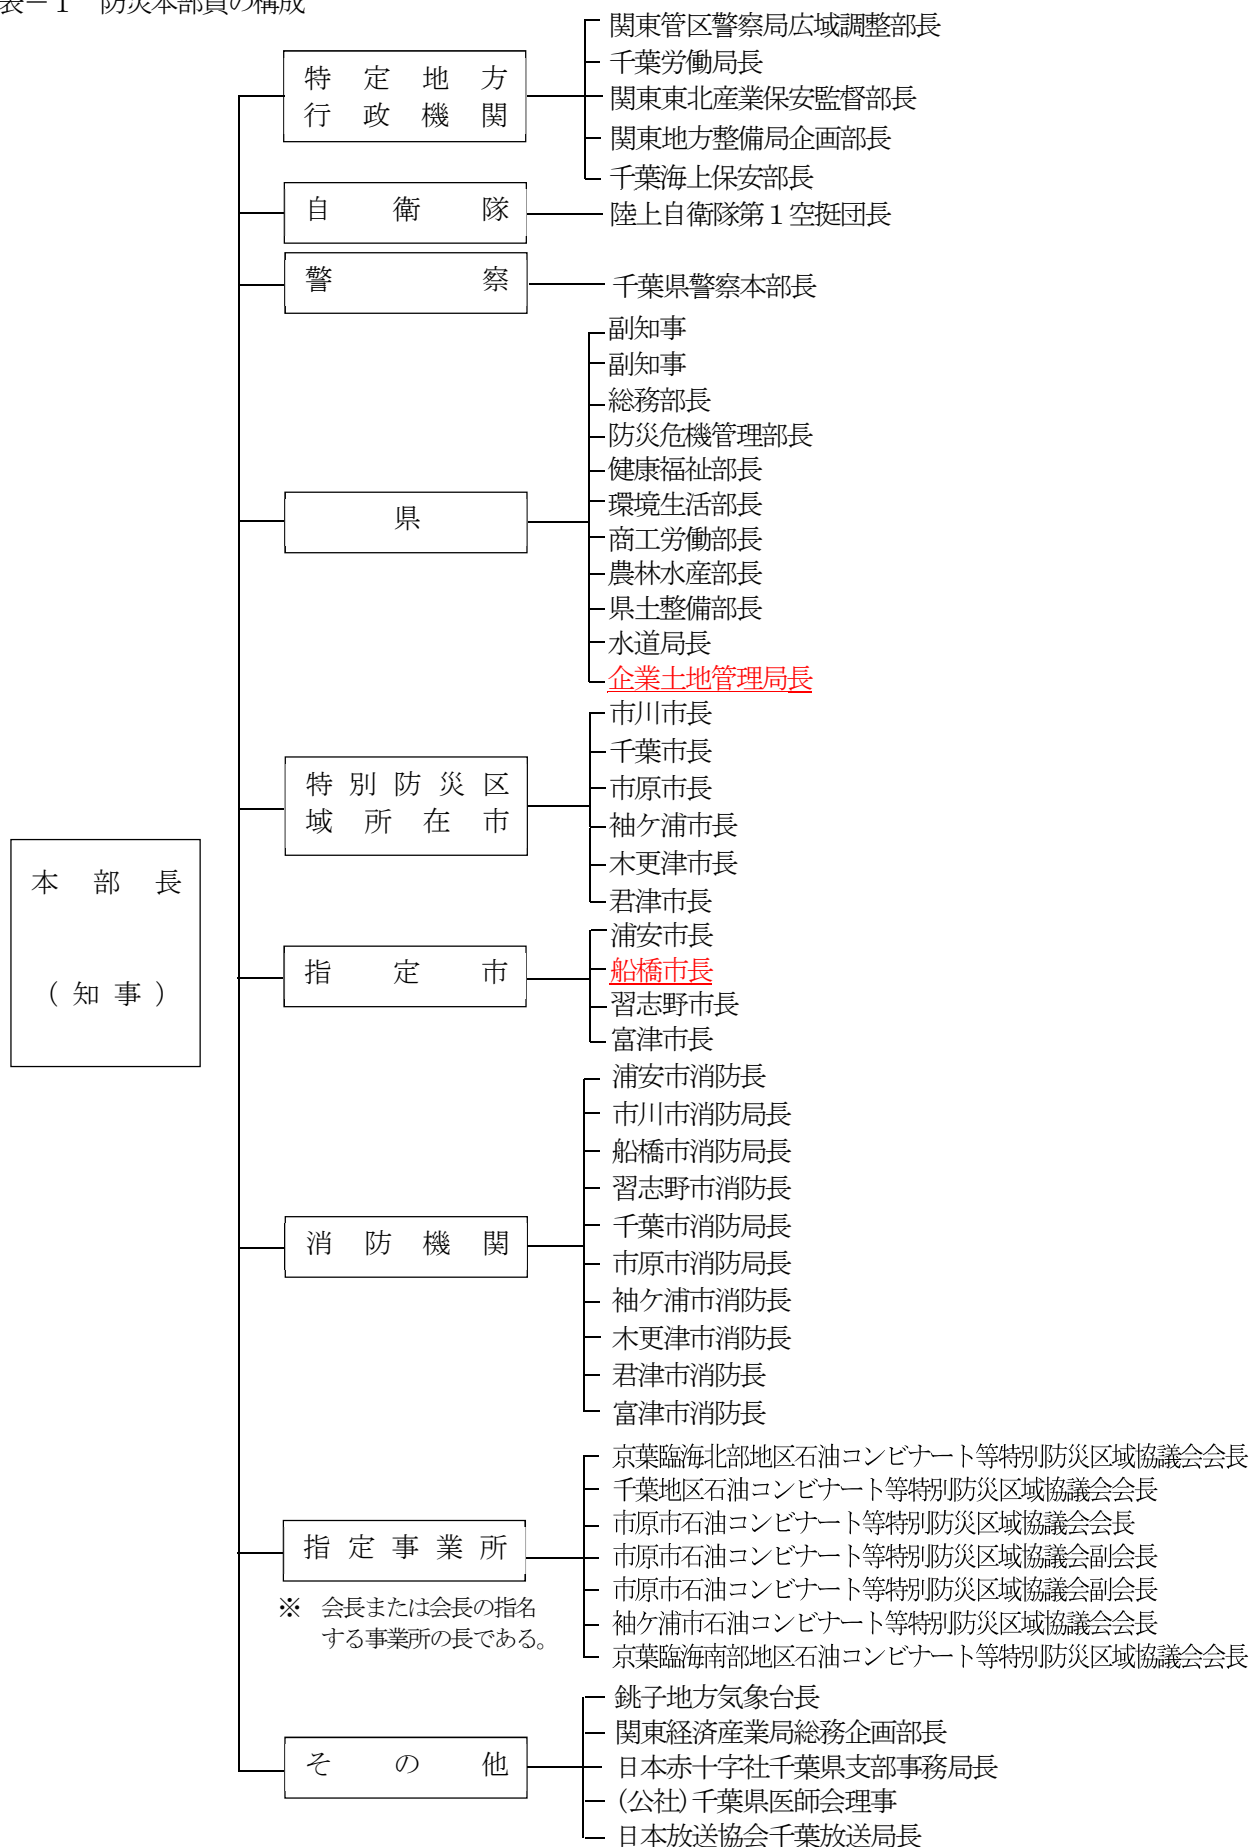 表－１ 防災本部員の構成
本部長
（知事）
特定地方
行政機関
関東管区警察局広域調整部長
千葉労働局長
関東東北産業保安監督部長
関東地方整備局企画部長
千葉海上保安部長
自衛隊
陸上自衛隊第１空挺団長
警察
千葉県警察本部長
県
副知事
副知事
総務部長
防災危機管理部長
健康福祉部長
環境生活部長
商工労働部長
農林水産部長
県土整備部長
水道局長
企業土地管理局長
特別防災区
域所在市
市川市長
千葉市長
市原市長
袖ケ浦市長
木更津市長
君津市長
指定市
浦安市長
船橋市長
習志野市長
富津市長
消防機関
浦安市消防長
市川市消防局長
船橋市消防局長
習志野市消防長
千葉市消防局長
市原市消防局長
袖ケ浦市消防長
木更津市消防長
君津市消防長
富津市消防長
指定事業所
※ 会長または会長の指名
する事業所の長である。
京葉臨海北部地区石油コンビナート等特別防災区域協議会会長
千葉地区石油コンビナート等特別防災区域協議会会長
市原市石油コンビナート等特別防災区域協議会会長
市原市石油コンビナート等特別防災区域協議会副会長
市原市石油コンビナート等特別防災区域協議会副会長
袖ケ浦市石油コンビナート等特別防災区域協議会会長
京葉臨海南部地区石油コンビナート等特別防災区域協議会会長
その他
銚子地方気象台長
関東経済産業局総務企画部長
日本赤十字社千葉県支部事務局長
(公社)千葉県医師会理事
日本放送協会千葉放送局長